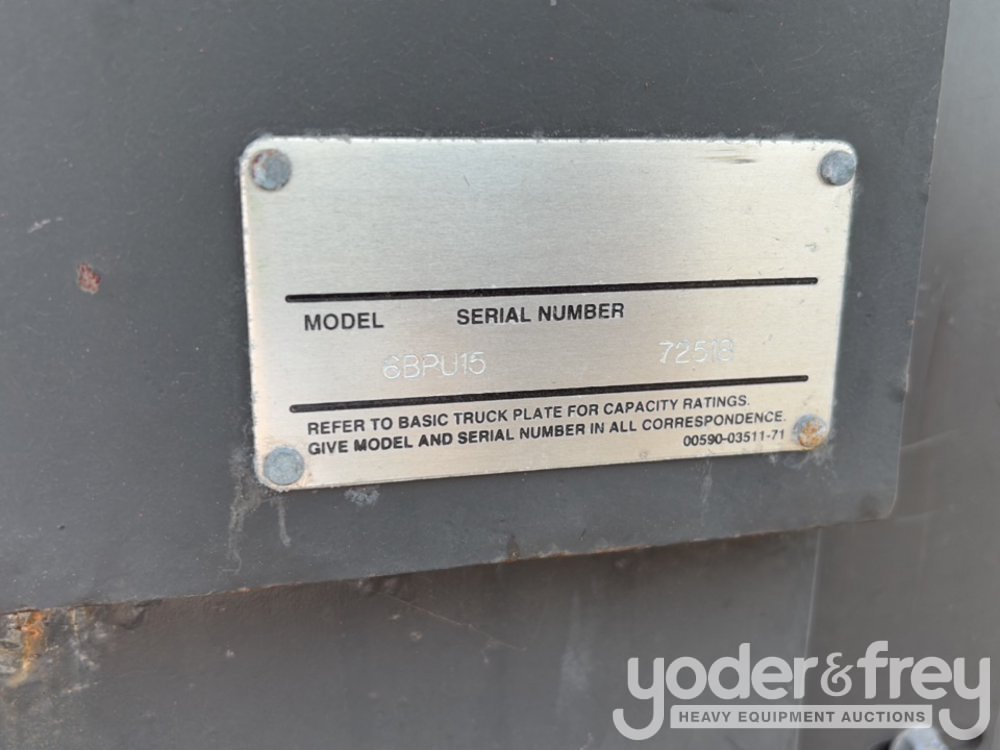 MODEL SERIAL NUMBER
6BPU15 72518
REFER TO BASIC TRUCK PLATE FOR CAPACITY RATINGS.
GIVE MODEL AND SERIAL NUMBER IN ALL CORRESPONDENCE.
00590-03511-71
yoder&frey
HEAVY EQUIPMENT AUCTIONS